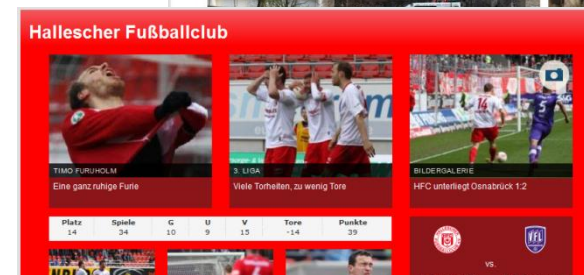 Hallescher Fußballclub
TIMO FURUHOLM
Eine ganz ruhige Furie
3. LIGA
Viele Torheiten, zu wenig Tore
BILDERGALERIE
HFC unterliegt Osnabrück 1:2
Platz Spiele G U V Tore Punkte
14 34 10 9 15 -14 39
VFL
vs.